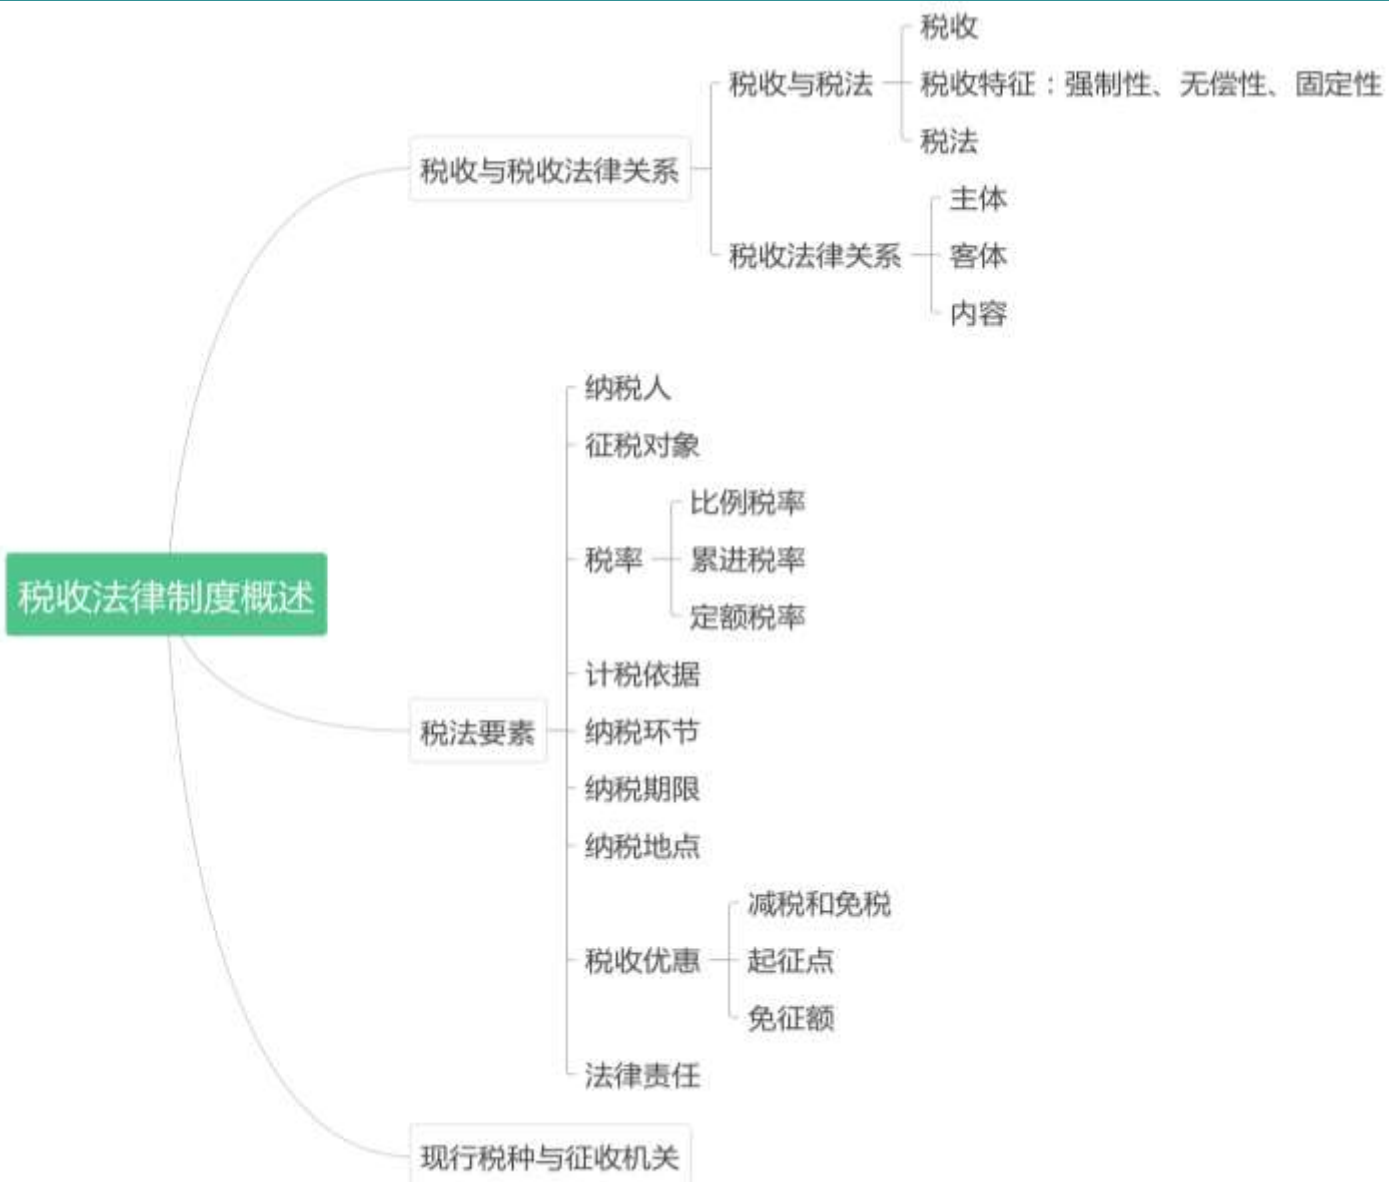 税收法律制度概述
税收与税收法律关系
税收与税法
税收
税收特征：强制性、无偿性、固定性
税法
税收法律关系
主体
客体
内容
税法要素
纳税人
征税对象
税率
比例税率
累进税率
定额税率
计税依据
纳税环节
纳税期限
纳税地点
税收优惠
减税和免税
起征点
免征额
法律责任
现行税种与征收机关